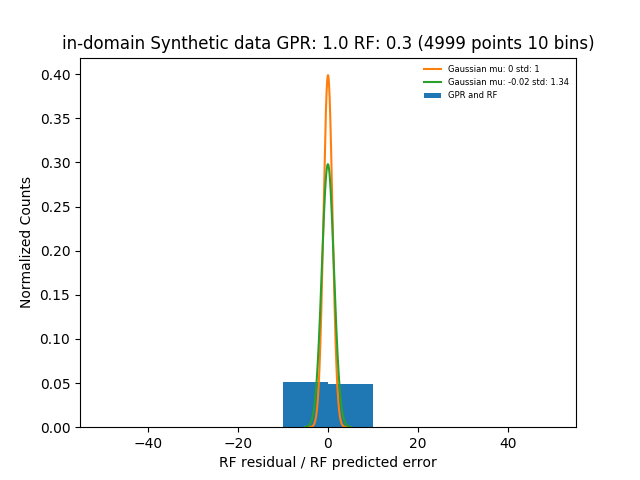 in-domain Synthetic data GPR: 1.0 RF: 0.3 (4999 points 10 bins)
Gaussian mu: 0 std: 1
Gaussian mu: -0.02 std: 1.34
GPR and RF
Normalized Counts
0.40
0.35
0.30
0.25
0.20
0.15
0.10
0.05
0.00
−40
−20
0
20
40
RF residual / RF predicted error